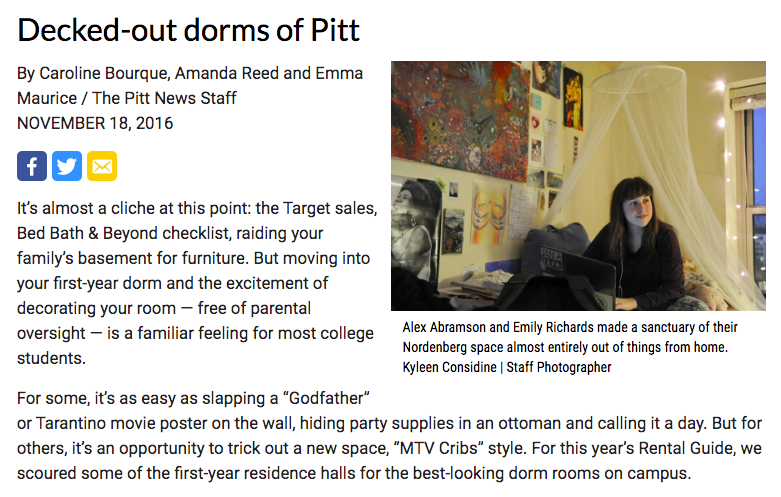 Decked-out dorms of Pitt
By Caroline Bourque, Amanda Reed and Emma
Maurice / The Pitt News Staff
NOVEMBER 18, 2016
It’s almost a cliche at this point: the Target sales,
Bed Bath & Beyond checklist, raiding your
family’s basement for furniture. But moving into
your first-year dorm and the excitement of
decorating your room — free of parental
oversight — is a familiar feeling for most college
students.
Alex Abramson and Emily Richards made a sanctuary of their
Nordenberg space almost entirely out of things from home.
Kyleen Considine | Staff Photographer
For some, it’s as easy as slapping a “Godfather”
or Tarantino movie poster on the wall, hiding party supplies in an ottoman and calling it a day. But for
others, it’s an opportunity to trick out a new space, “MTV Cribs” style. For this year’s Rental Guide, we
scoured some of the first-year residence halls for the best-looking dorm rooms on campus.